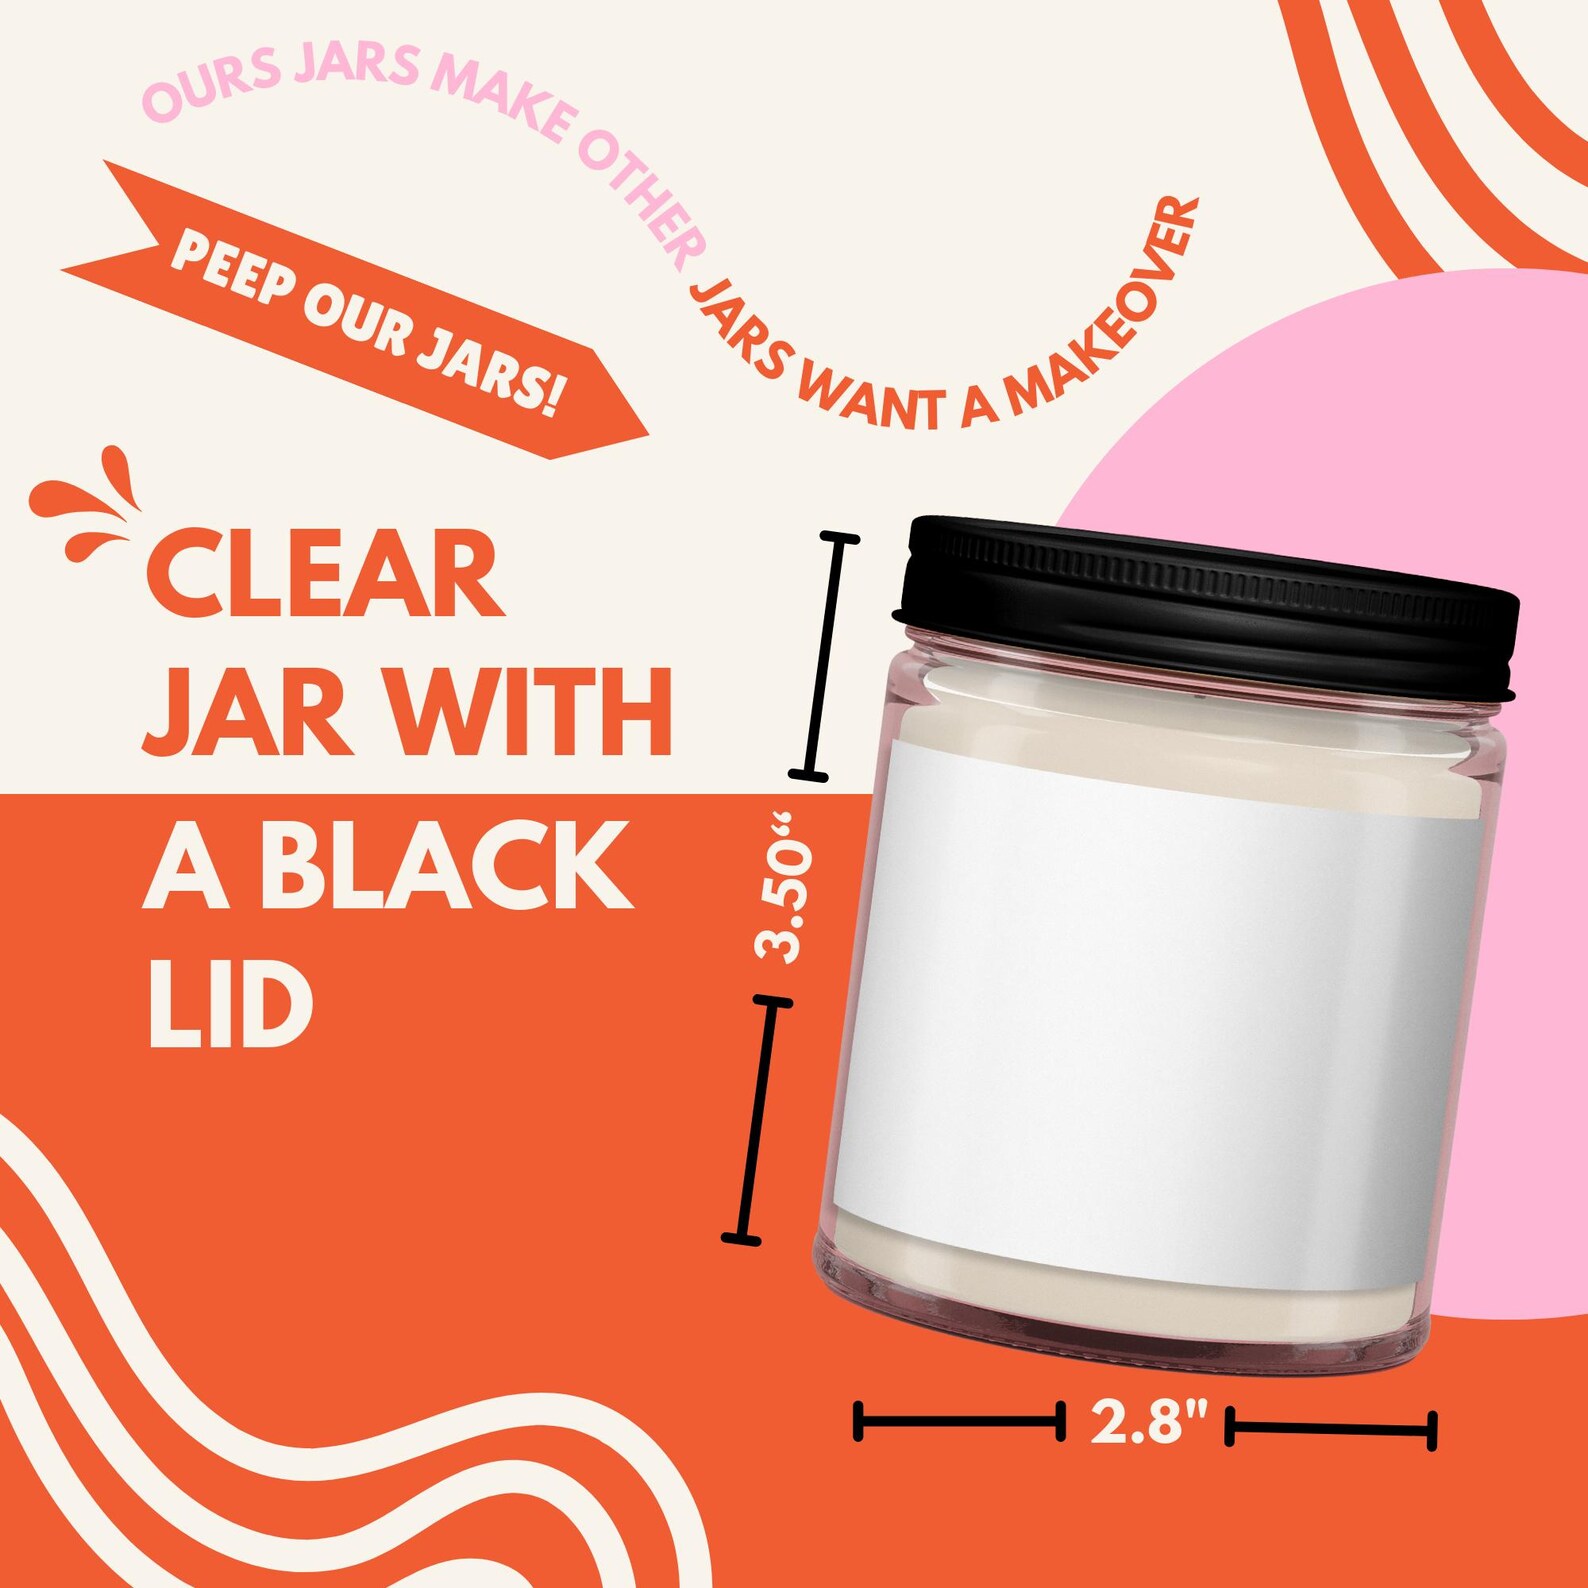 OURS JARS MAKE OTHER JARS WANT A MAKEOVER
PEEP OUR JARS!
CLEAR
JAR WITH
A BLACK
LID
3.50“
2.8"